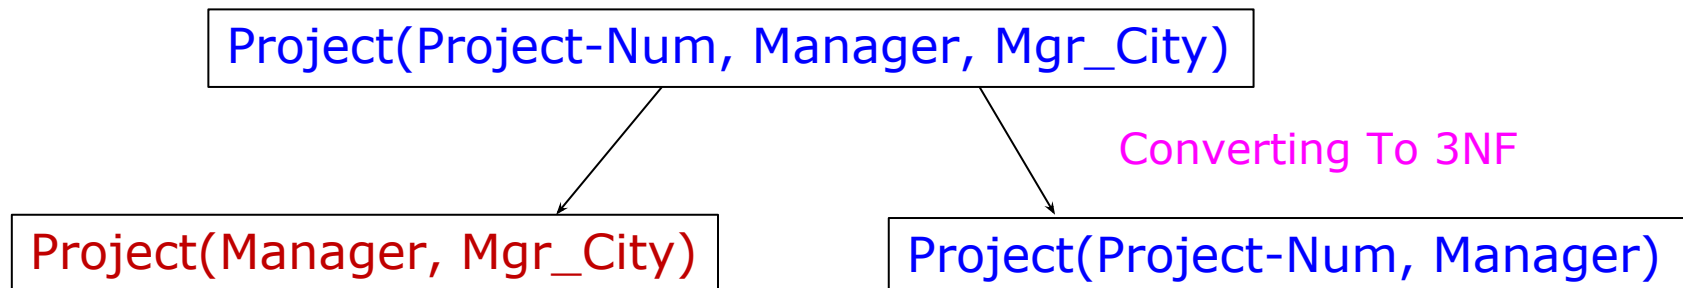 Project(Project-Num, Manager, Mgr_City)
Converting To 3NF
Project(Manager, Mgr_City)
Project(Project-Num, Manager)